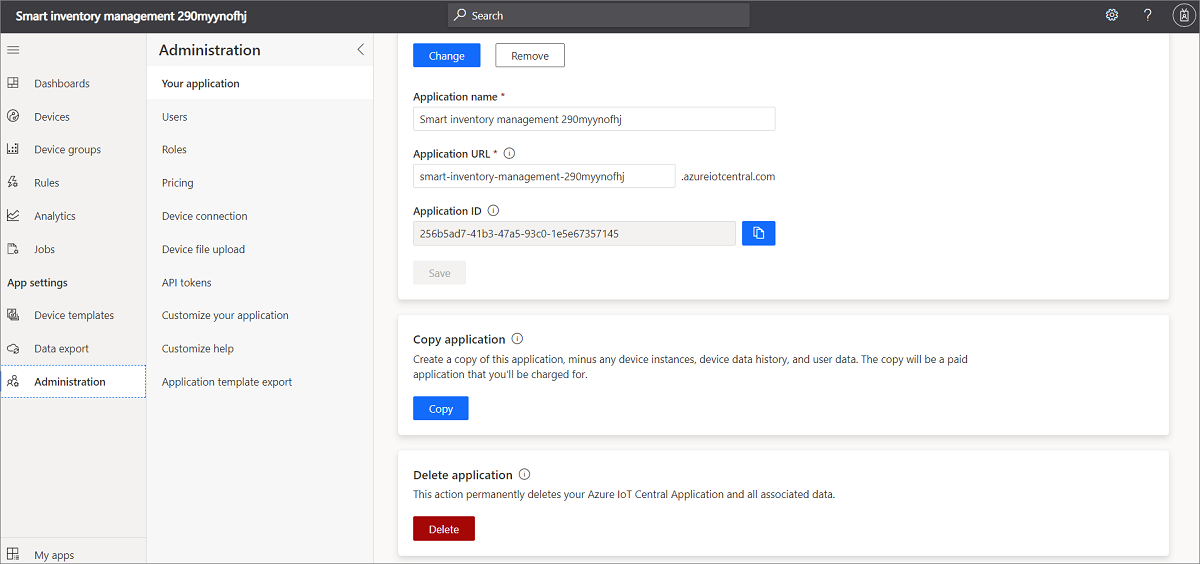 Smart inventory management 290myynofhj
Search
?
Administration
Dashboards
Devices
Device groups
Rules
Analytics
Jobs
App settings
Device templates
Data export
Administration
My apps
Your application
Users
Roles
Pricing
Device connection
Device file upload
API tokens
Customize your application
Customize help
Application template export
Change
Remove
Application name *
Smart inventory management 290myynofhj
Application URL *
smart-inventory-management-290myynofhj
.azureiotcentral.com
Application ID
256b5ad7-41b3-47a5-93c0-1e5e67357145
Save
Copy application
Create a copy of this application, minus any device instances, device data history, and user data. The copy will be a paid
application that you'll be charged for.
Copy
Delete application
This action permanently deletes your Azure IoT Central Application and all associated data.
Delete